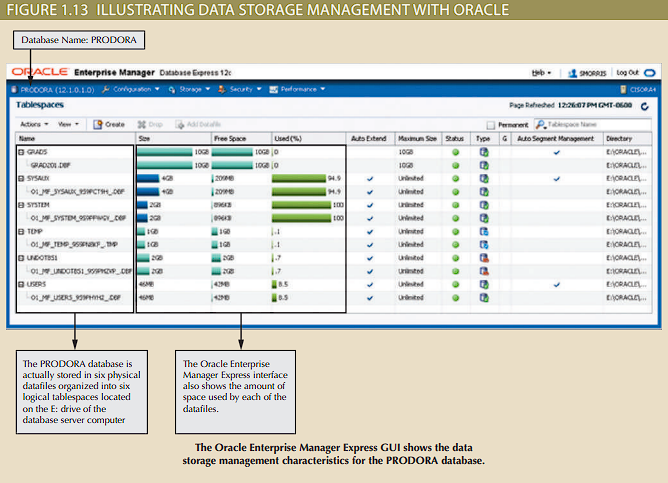 FIGURE 1.13 ILLUSTRATING DATA STORAGE MANAGEMENT WITH ORACLE
Database Name: PRODORA
ORACLE Enterprise Manager Database Express 12c
Help SMORRIS Log Out
PRODORA (12.1.0.1.0) Configuration Storage Security Performance CISORA4
Tablespaces
Page Refreshed 12:26:07 PM GMT-0600
Actions View Create Drop Add Datafile Permanent Tablespace Name
Name Size Free Space Used (%) Auto Extend Maximum Size Status Type G Auto Segment Management Directory
GRADS 10GB 10GB 0 10GB E:\ORACLE\...
GRAD201.DBF 10GB 10GB 0 10GB E:\ORACLE\...
SYSAUX 4GB 209MB 94.9 Unlimited E:\ORACLE\...
O1_MF_SYSAUX_959FCT9H_.DBF 4GB 209MB 94.9 Unlimited E:\ORACLE\...
SYSTEM 2GB 896KB 100 Unlimited E:\ORACLE\...
2GB 896KB 100 Unlimited E:\ORACLE\...
TEMP 1GB 1GB .1 Unlimited E:\ORACLE\...
1GB 1GB .1 Unlimited E:\ORACLE\...
UNDOTBS1 2GB 2GB .7 Unlimited E:\ORACLE\...
2GB 2GB .7 Unlimited E:\ORACLE\...
USERS 46MB 42MB 8.5 Unlimited E:\ORACLE\...
46MB 42MB 8.5 Unlimited E:\ORACLE\...
The PRODORA database is
actually stored in six physical
datafiles organized into six
logical tablespaces located
on the E: drive of the
database server computer
The Oracle Enterprise
Manager Express interface
also shows the amount of
space used by each of the
datafiles.
The Oracle Enterprise Manager Express GUI shows the data
storage management characteristics for the PRODORA database.